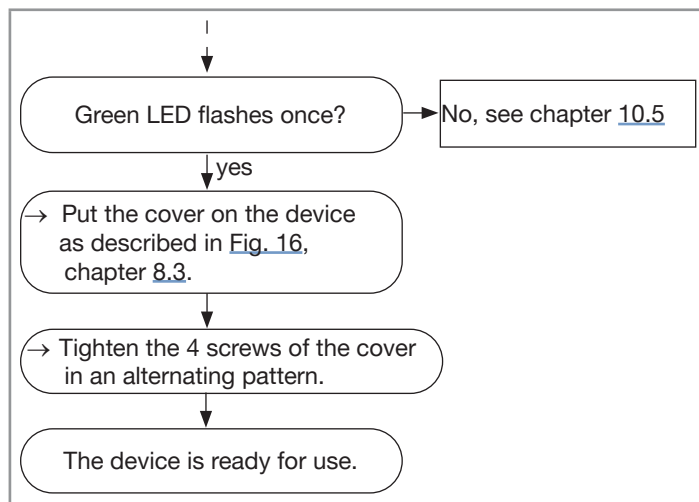 Green LED flashes once?
No, see chapter 10.5
yes
→ Put the cover on the device
as described in Fig. 16,
chapter 8.3.
→ Tighten the 4 screws of the cover
in an alternating pattern.
The device is ready for use.